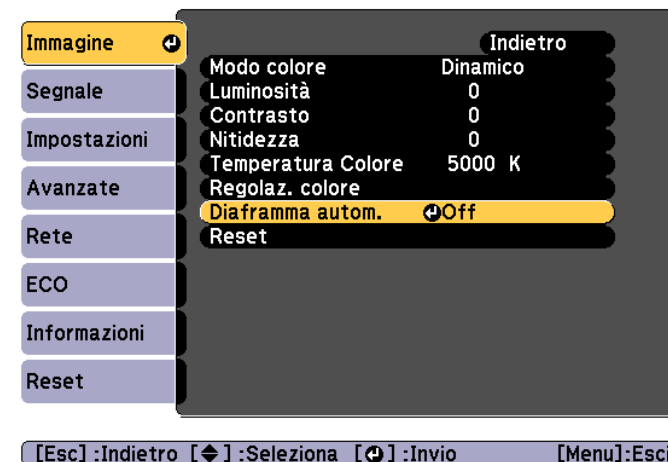 Immagine
Segnale
Impostazioni
Avanzate
Rete
ECO
Informazioni
Reset
Indietro
Modo colore Dinamico
Luminosità 0
Contrasto 0
Nitidezza 0
Temperatura Colore 5000 K
Regolaz. colore
Diaframma autom. Off
Reset
[Esc] :Indietro [ ] :Seleziona [ ] :Invio [Menu]:Esci